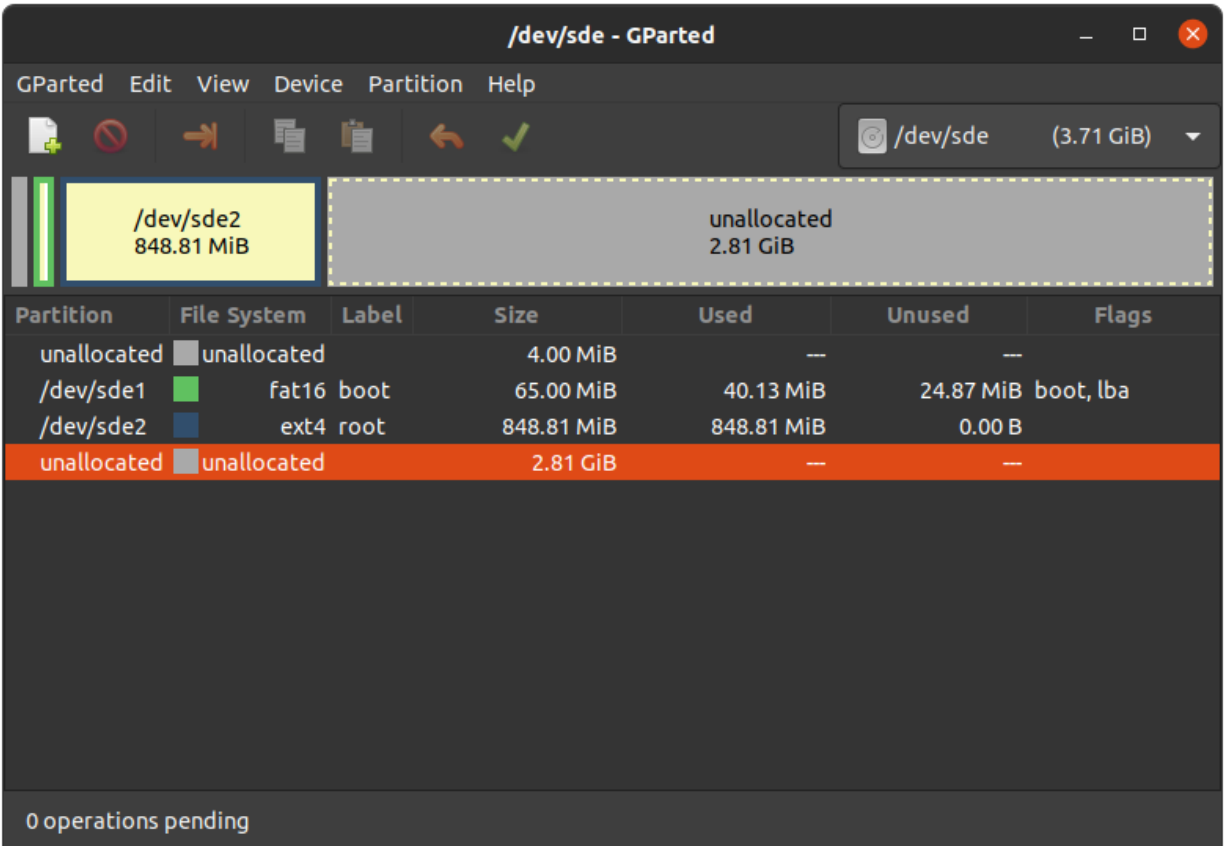 /dev/sde - GParted
GParted Edit View Device Partition Help
/dev/sde (3.71 GiB)
/dev/sde2
848.81 MiB
unallocated
2.81 GiB
Partition File System Label Size Used Unused Flags
unallocated unallocated 4.00 MiB --- ---
/dev/sde1 fat16 boot 65.00 MiB 40.13 MiB 24.87 MiB boot, lba
/dev/sde2 ext4 root 848.81 MiB 848.81 MiB 0.00 B
unallocated unallocated 2.81 GiB --- ---
0 operations pending